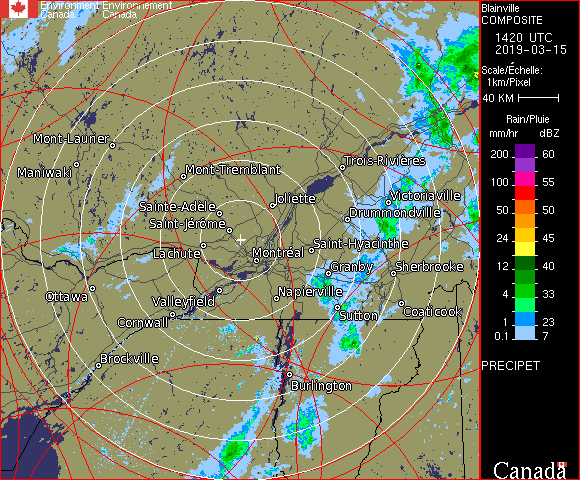 Environment Environnement
Canada Canada
Blainville
COMPOSITE
1420 UTC
2019-03-15
Scale/Échelle:
1km/Pixel
40 KM
Rain/Pluie
mm/hr dBZ
200 60
100 55
50 50
24 45
12 40
4 33
1 23
0.1 7
PRECIPET
Canada
Mont-Laurier
Maniwaki
Mont-Tremblant
Trois-Rivières
Joliette
Sainte-Adèle
Saint-Jérôme
Victoriaville
Drummondville
Lachute
Montréal
Saint-Hyacinthe
Granby
Sherbrooke
Ottawa
Valleyfield
Napierville
Cornwall
Sutton
Coaticook
Brockville
Burlington